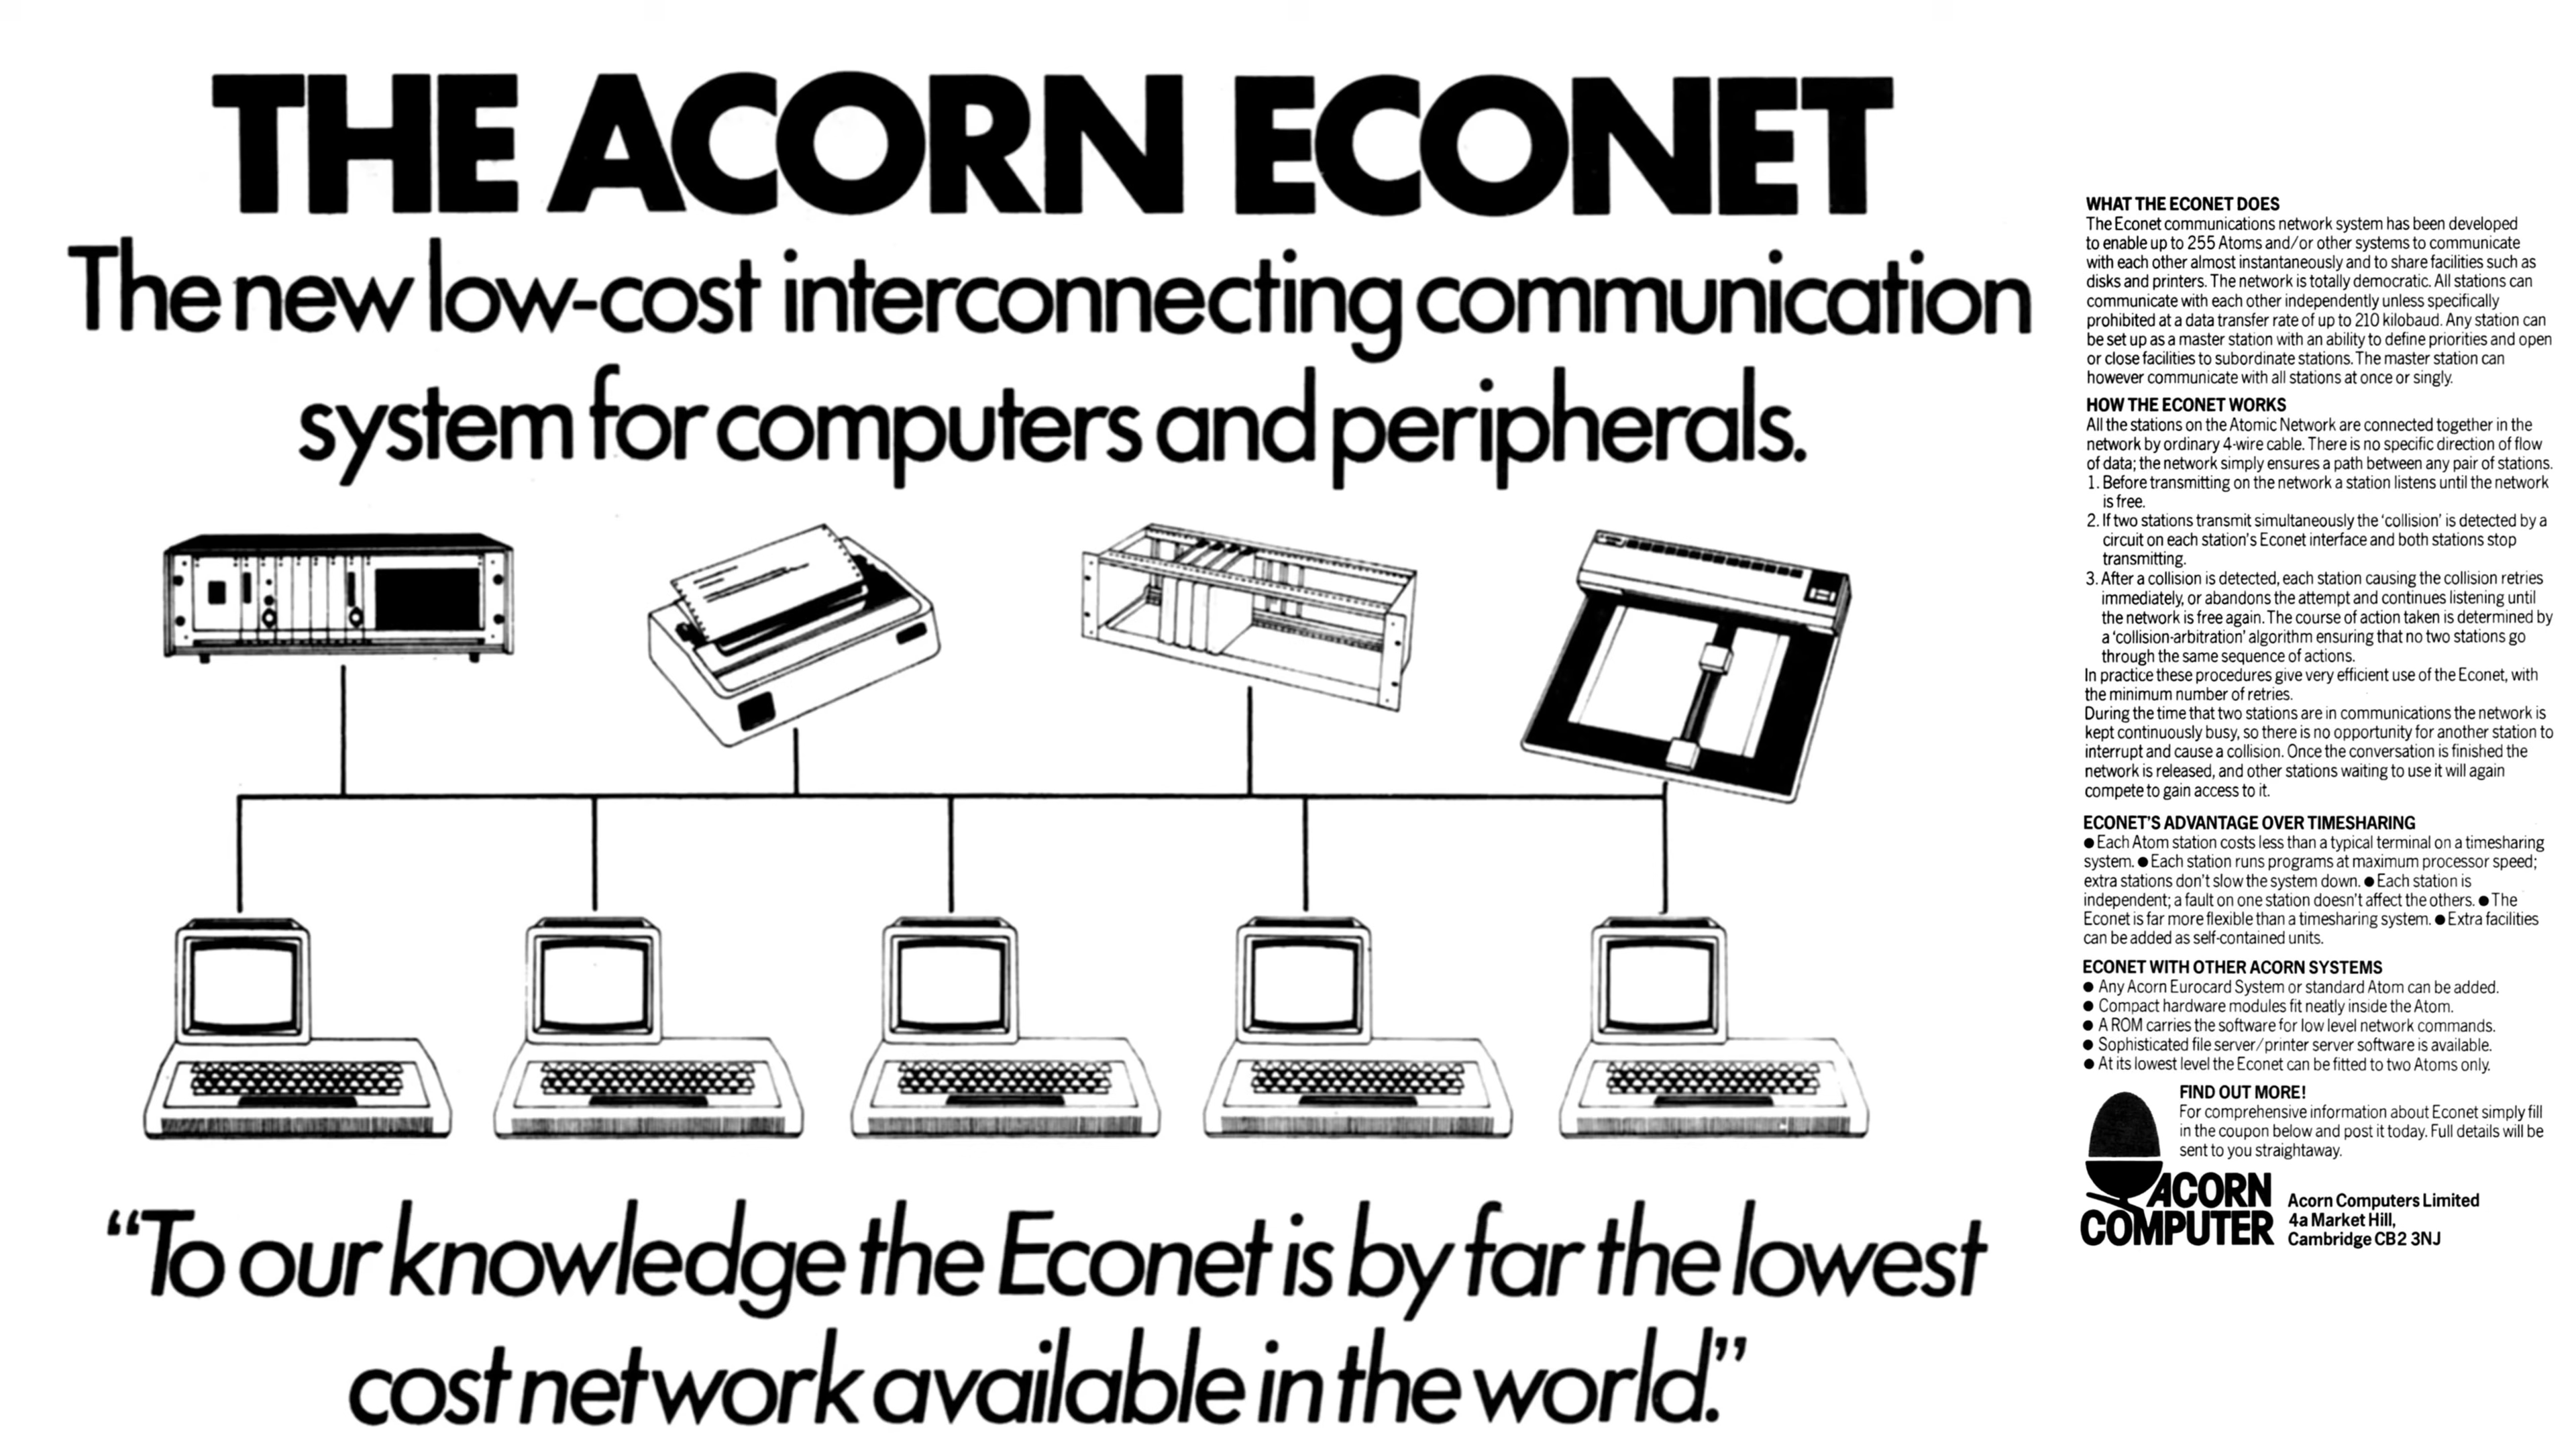 THE ACORN ECONET
The new low-cost interconnecting communication
system for computers and peripherals.
“To our knowledge the Econet is by far the lowest
cost network available in the world.”
WHAT THE ECONET DOES
The Econet communications network system has been developed
to enable up to 255 Atoms and/or other systems to communicate
with each other almost instantaneously and to share facilities such as
disks and printers. The network is totally democratic. All stations can
communicate with each other independently unless specifically
prohibited at a data transfer rate of up to 210 kilobaud. Any station can
be set up as a master station with an ability to define priorities and open
or close facilities to subordinate stations. The master station can
however communicate with all stations at once or singly.
HOW THE ECONET WORKS
All the stations on the Atomic Network are connected together in the
network by ordinary 4-wire cable. There is no specific direction of flow
of data; the network simply ensures a path between any pair of stations.
1. Before transmitting on the network a station listens until the network
is free.
2. If two stations transmit simultaneously the ‘collision’ is detected by a
circuit on each station's Econet interface and both stations stop
transmitting.
3. After a collision is detected, each station causing the collision retries
immediately, or abandons the attempt and continues listening until
the network is free again. The course of action taken is determined by
a ‘collision-arbitration’ algorithm ensuring that no two stations go
through the same sequence of actions.
In practice these procedures give very efficient use of the Econet, with
the minimum number of retries.
During the time that two stations are in communications the network is
kept continuously busy, so there is no opportunity for another station to
interrupt and cause a collision. Once the conversation is finished the
network is released, and other stations waiting to use it will again
compete to gain access to it.
ECONET'S ADVANTAGE OVER TIMESHARING
● Each Atom station costs less than a typical terminal on a timesharing
system. ● Each station runs programs at maximum processor speed;
extra stations don't slow the system down. ● Each station is
independent; a fault on one station doesn't affect the others. ● The
Econet is far more flexible than a timesharing system. ● Extra facilities
can be added as self-contained units.
ECONET WITH OTHER ACORN SYSTEMS
● Any Acorn Eurocard System or standard Atom can be added.
● Compact hardware modules fit neatly inside the Atom.
● A ROM carries the software for low level network commands.
● Sophisticated file server/printer server software is available.
● At its lowest level the Econet can be fitted to two Atoms only.
FIND OUT MORE!
For comprehensive information about Econet simply fill
in the coupon below and post it today. Full details will be
sent to you straightaway.
ACORN
COMPUTER
Acorn Computers Limited
4a Market Hill,
Cambridge CB2 3NJ